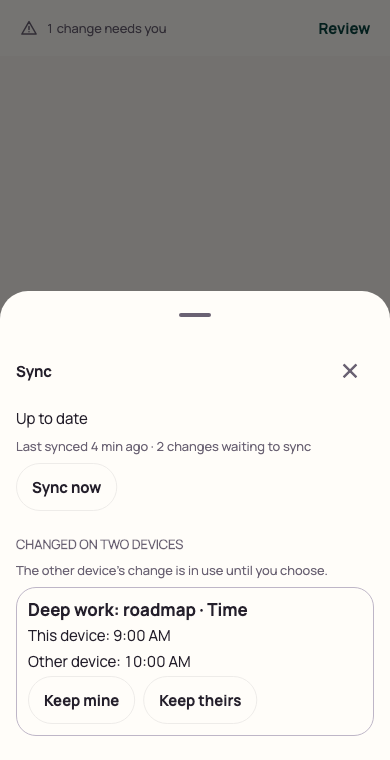 1 change needs you
Review
Sync
Up to date
Last synced 4 min ago · 2 changes waiting to sync
Sync now
CHANGED ON TWO DEVICES
The other device's change is in use until you choose.
Deep work: roadmap · Time
This device: 9:00 AM
Other device: 10:00 AM
Keep mine
Keep theirs